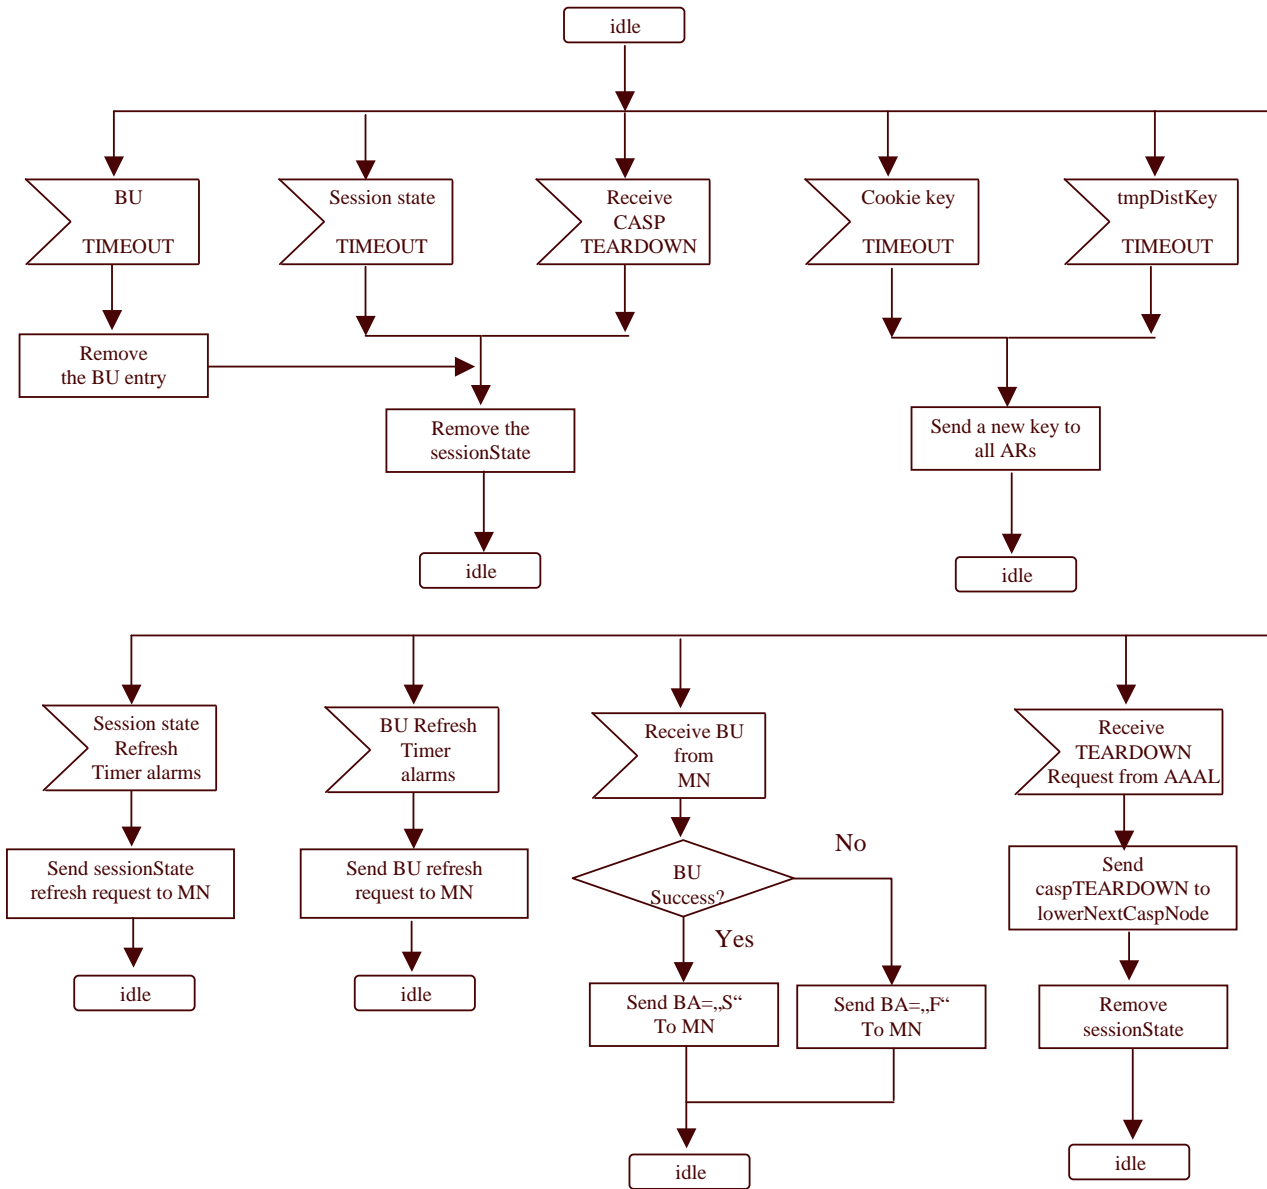 idle
BU
TIMEOUT
Session state
TIMEOUT
Receive
CASP
TEARDOWN
Cookie key
TIMEOUT
tmpDistKey
TIMEOUT
Remove
the BU entry
Remove the
sessionState
Send a new key to
all ARs
idle
idle
Session state
Refresh
Timer alarms
BU Refresh
Timer
alarms
Receive BU
from
MN
Receive
TEARDOWN
Request from AAAL
Send sessionState
refresh request to MN
Send BU refresh
request to MN
BU
Success?
No
Yes
Send
caspTEARDOWN to
lowerNextCaspNode
idle
idle
Send BA=„S“
To MN
Send BA=„F“
To MN
Remove
sessionState
idle
idle